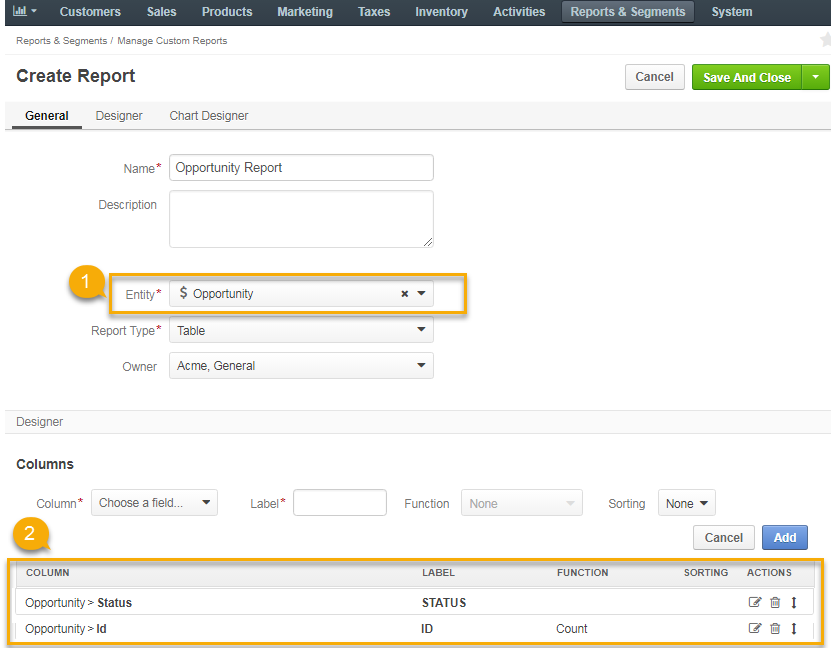 Customers Sales Products Marketing Taxes Inventory Activities Reports & Segments System
Reports & Segments / Manage Custom Reports
Create Report Cancel Save And Close
General Designer Chart Designer
Name* Opportunity Report
Description
1
Entity* $ Opportunity
Report Type* Table
Owner Acme, General
Designer
Columns
Column* Choose a field... Label* Function None Sorting None
2
Cancel Add
COLUMN LABEL FUNCTION SORTING ACTIONS
Opportunity > Status STATUS
Opportunity > Id ID Count